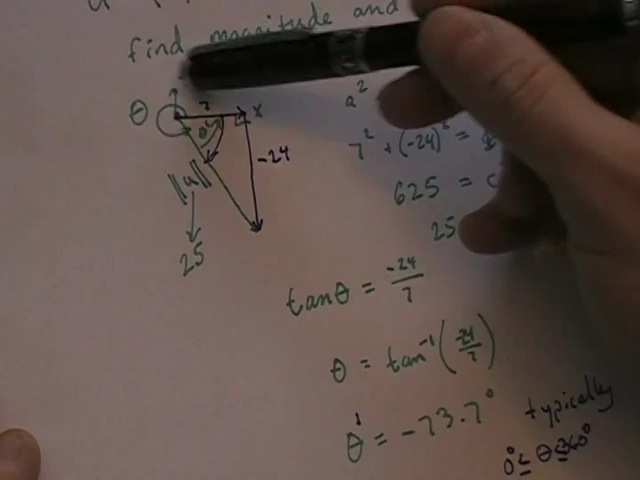 find magnitude and
θ
7
x
θ'
-24
||u||
25
a²
7² + (-24)² =
625 = c
25
tanθ = -24/7
θ = tan⁻¹(-24/7)
θ' = -73.7° typically
0° ≤ θ ≤ 360°